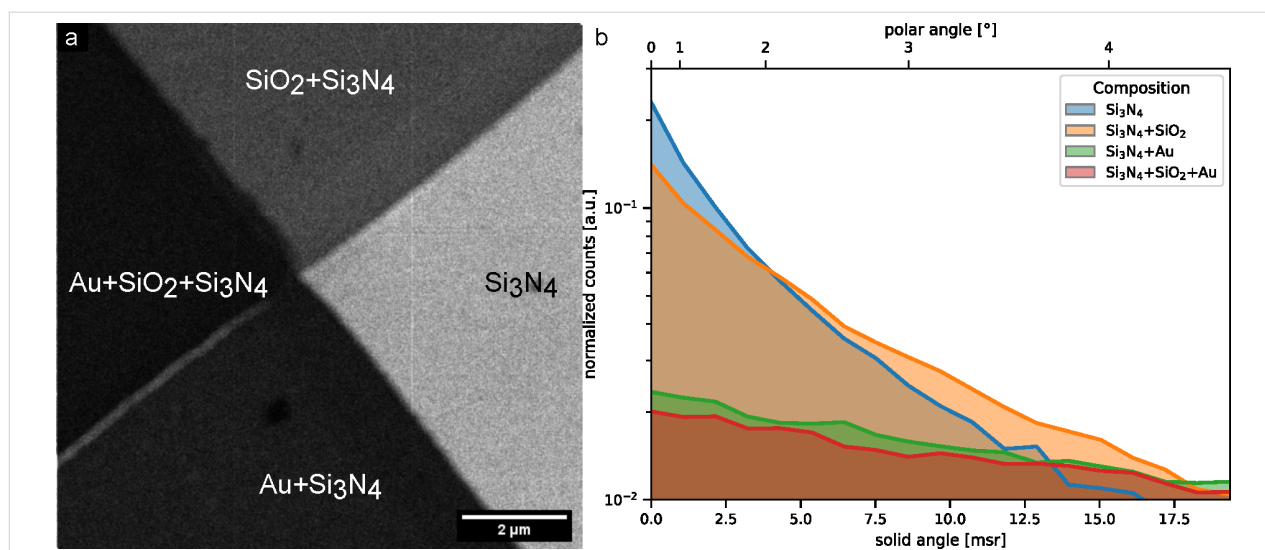 a
SiO₂+Si₃N₄
Au+SiO₂+Si₃N₄
Si₃N₄
Au+Si₃N₄
2 µm
b
polar angle [°]
0 1 2 3 4
normalized counts [a.u.]
10⁻¹
10⁻²
Composition
Si₃N₄
Si₃N₄+SiO₂
Si₃N₄+Au
Si₃N₄+SiO₂+Au
0.0 2.5 5.0 7.5 10.0 12.5 15.0 17.5
solid angle [msr]